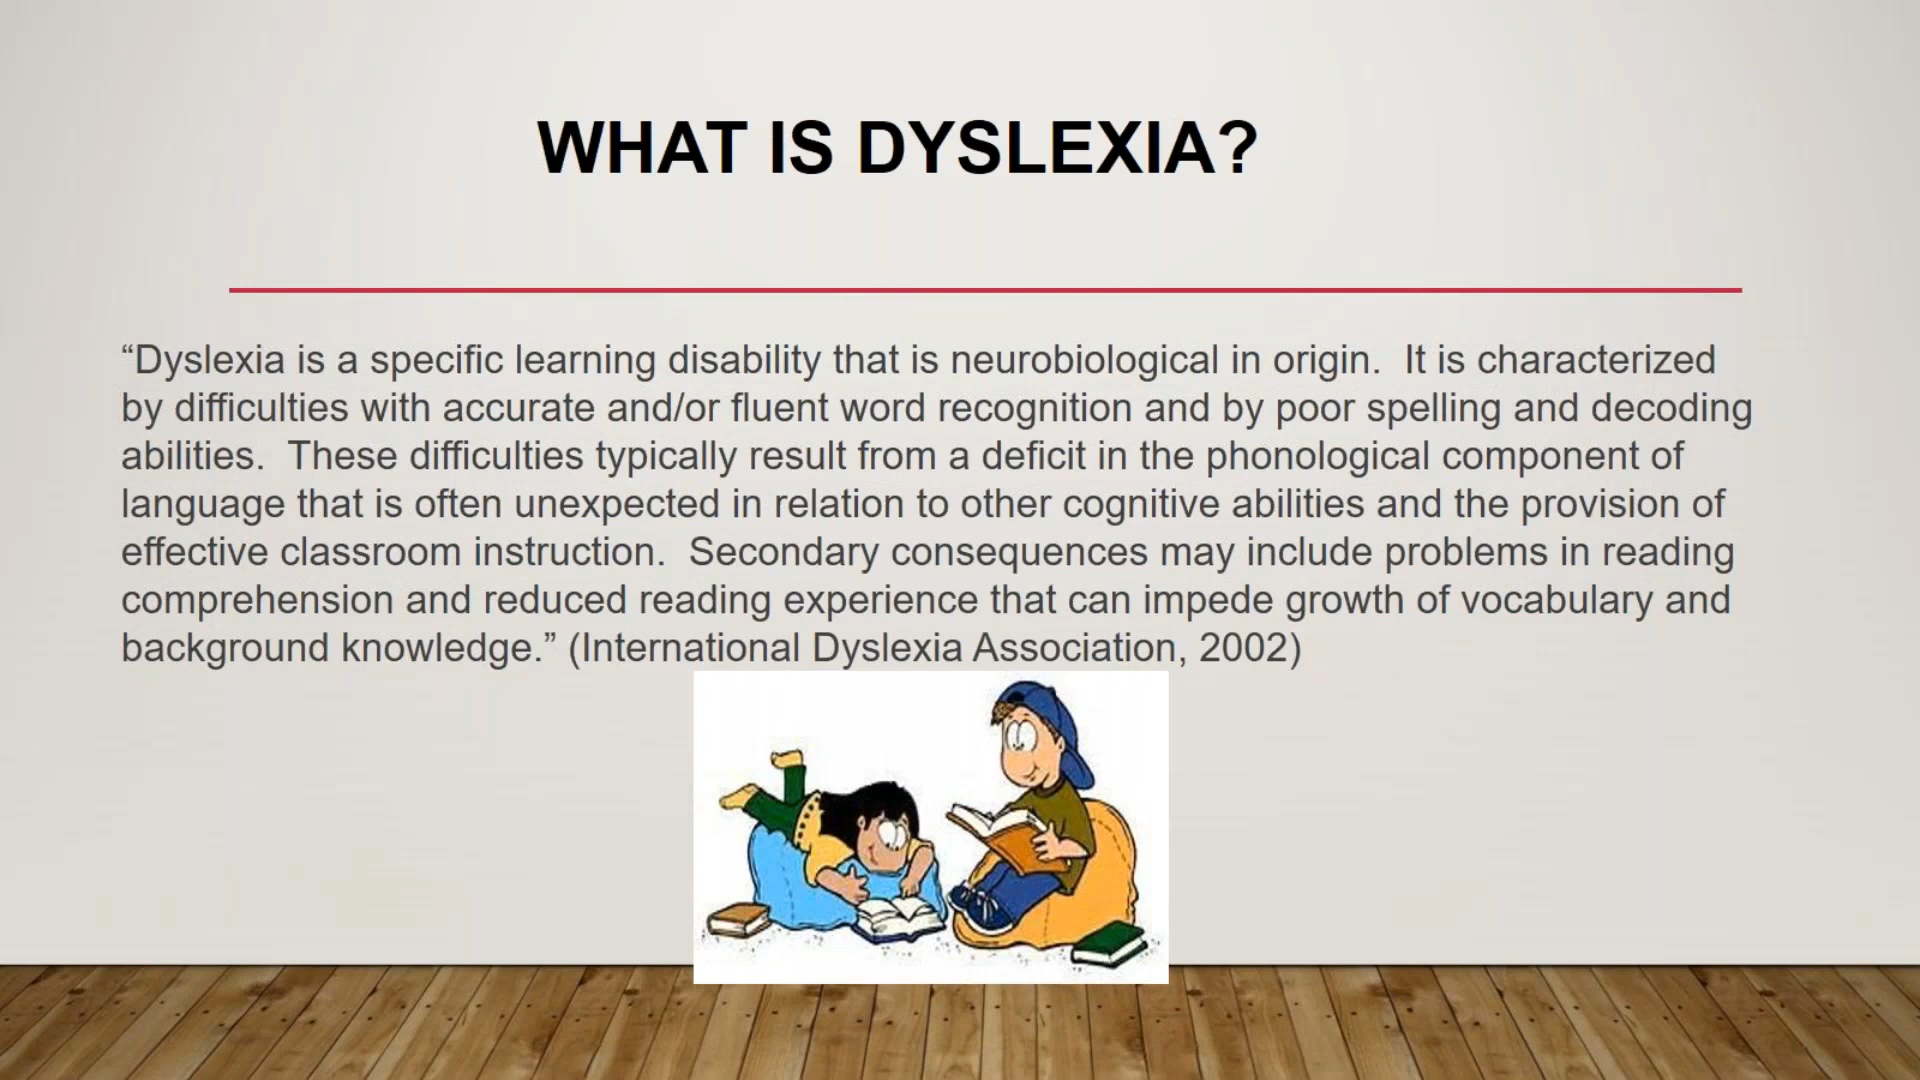 WHAT IS DYSLEXIA?
“Dyslexia is a specific learning disability that is neurobiological in origin.  It is characterized
by difficulties with accurate and/or fluent word recognition and by poor spelling and decoding
abilities.  These difficulties typically result from a deficit in the phonological component of
language that is often unexpected in relation to other cognitive abilities and the provision of
effective classroom instruction.  Secondary consequences may include problems in reading
comprehension and reduced reading experience that can impede growth of vocabulary and
background knowledge.” (International Dyslexia Association, 2002)